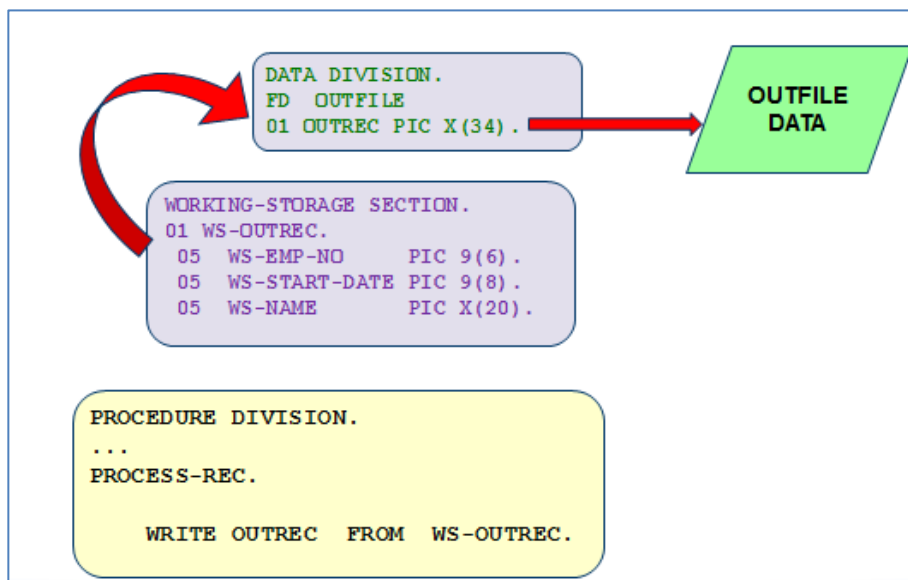 DATA DIVISION.
FD  OUTFILE
01 OUTREC PIC X(34).
OUTFILE
DATA
WORKING-STORAGE SECTION.
01 WS-OUTREC.
05  WS-EMP-NO     PIC 9(6).
05  WS-START-DATE PIC 9(8).
05  WS-NAME       PIC X(20).
PROCEDURE DIVISION.
...
PROCESS-REC.
WRITE OUTREC  FROM  WS-OUTREC.